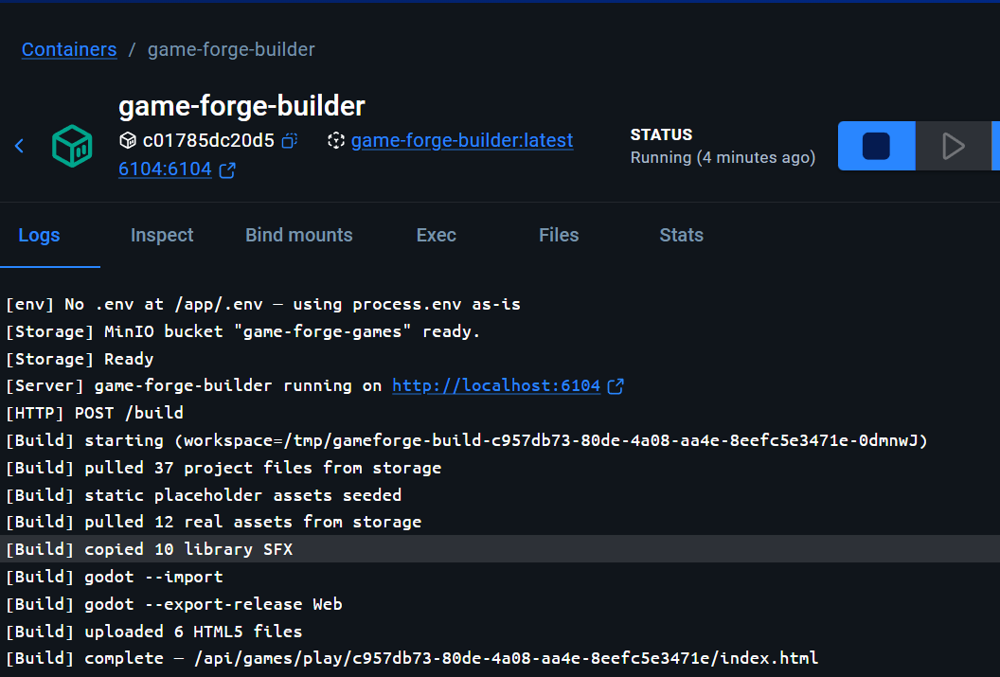 Containers / game-forge-builder
game-forge-builder
c01785dc20d5 game-forge-builder:latest
6104:6104
STATUS
Running (4 minutes ago)
Logs Inspect Bind mounts Exec Files Stats
[env] No .env at /app/.env — using process.env as-is
[Storage] MinIO bucket "game-forge-games" ready.
[Storage] Ready
[Server] game-forge-builder running on http://localhost:6104
[HTTP] POST /build
[Build] starting (workspace=/tmp/gameforge-build-c957db73-80de-4a08-aa4e-8eefc5e3471e-0dmnwJ)
[Build] pulled 37 project files from storage
[Build] static placeholder assets seeded
[Build] pulled 12 real assets from storage
[Build] copied 10 library SFX
[Build] godot --import
[Build] godot --export-release Web
[Build] uploaded 6 HTML5 files
[Build] complete — /api/games/play/c957db73-80de-4a08-aa4e-8eefc5e3471e/index.html